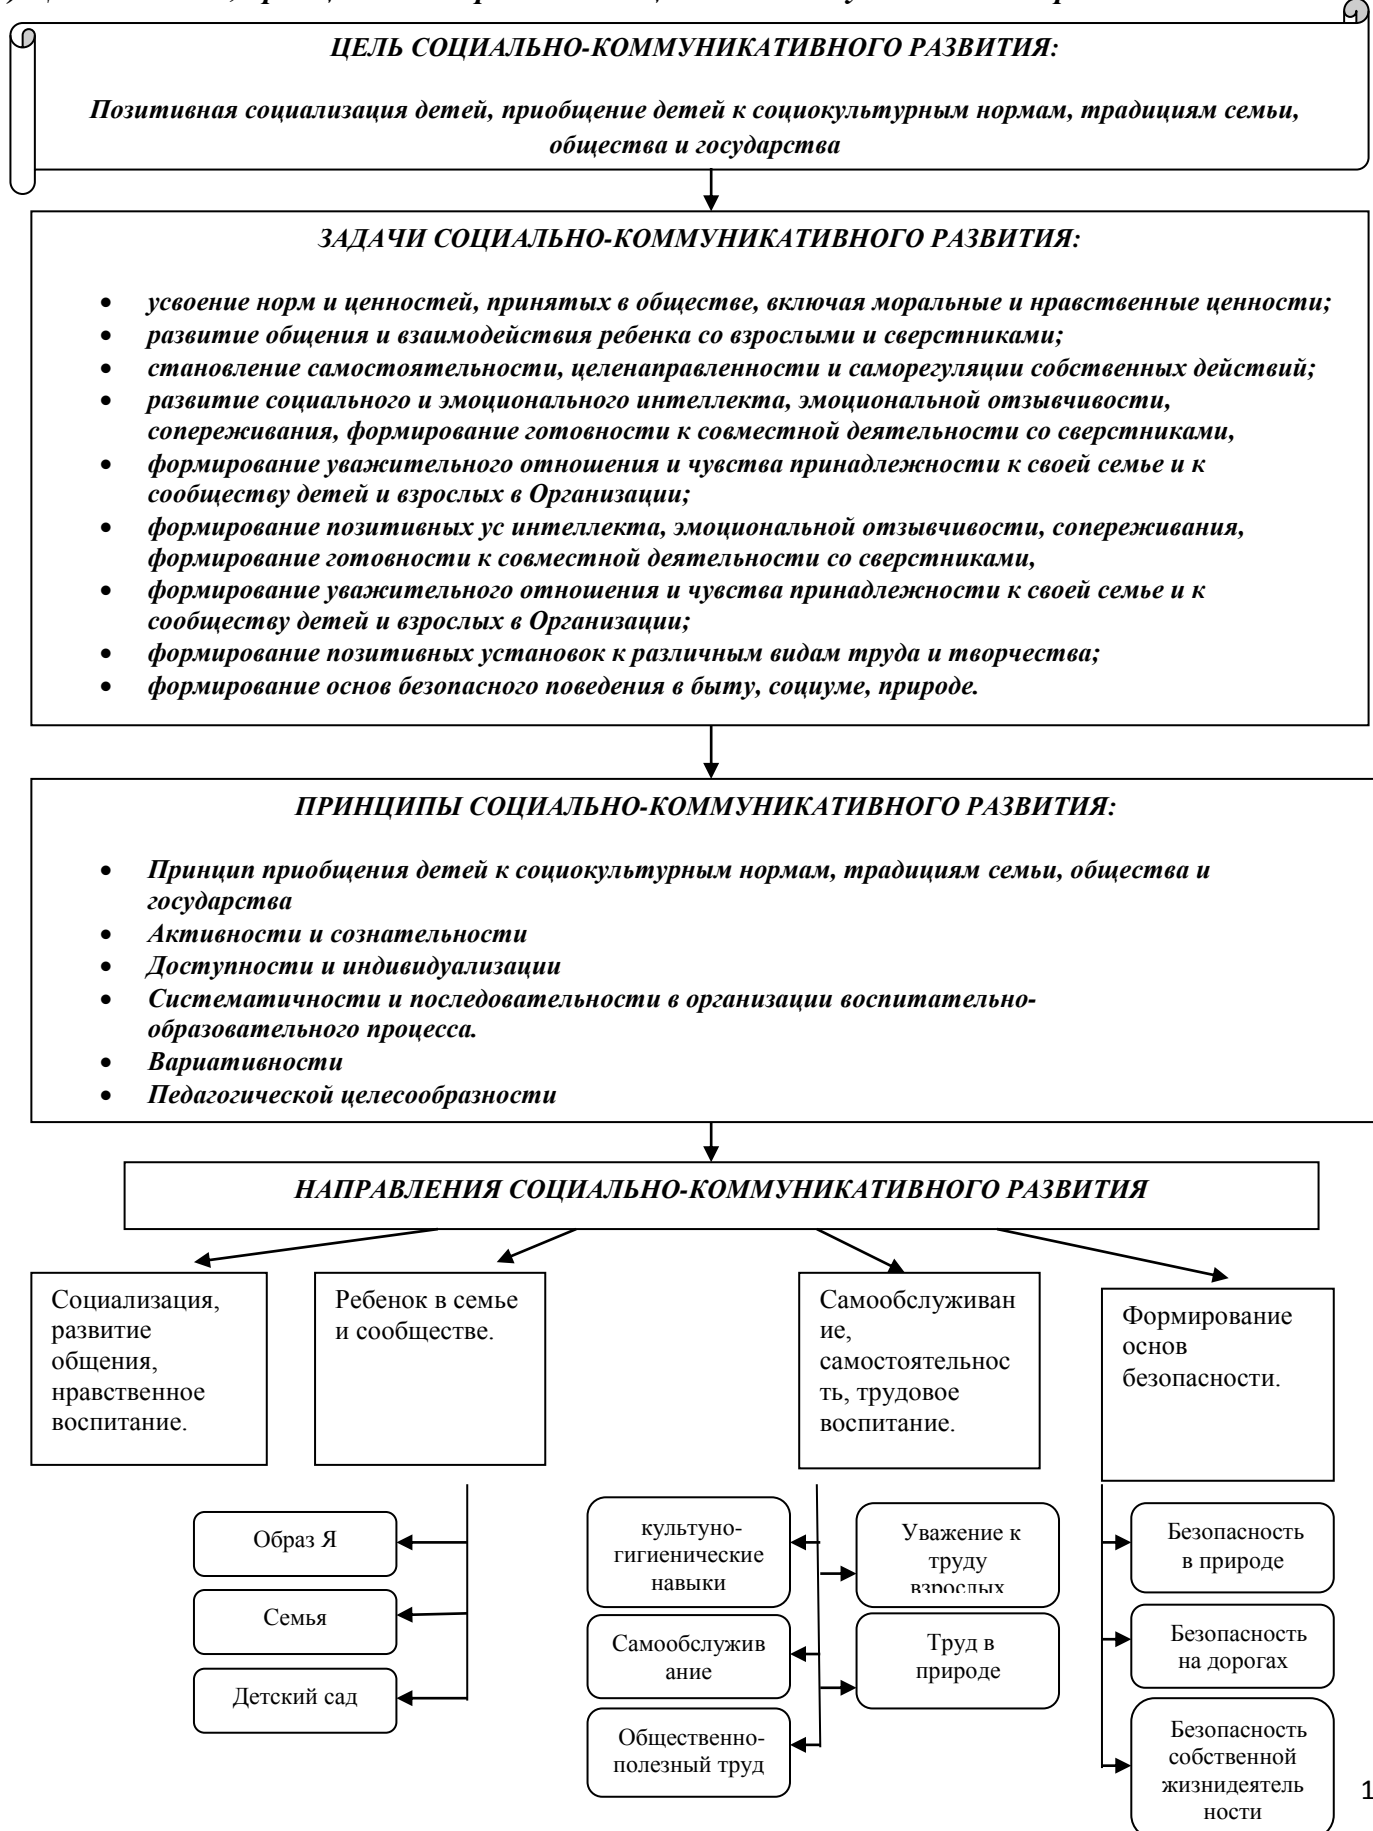 ЦЕЛЬ СОЦИАЛЬНО-КОММУНИКАТИВНОГО РАЗВИТИЯ:
Позитивная социализация детей, приобщение детей к социокультурным нормам, традициям семьи,
общества и государства
ЗАДАЧИ СОЦИАЛЬНО-КОММУНИКАТИВНОГО РАЗВИТИЯ:
• усвоение норм и ценностей, принятых в обществе, включая моральные и нравственные ценности;
• развитие общения и взаимодействия ребенка со взрослыми и сверстниками;
• становление самостоятельности, целенаправленности и саморегуляции собственных действий;
• развитие социального и эмоционального интеллекта, эмоциональной отзывчивости,
сопереживания, формирование готовности к совместной деятельности со сверстниками,
• формирование уважительного отношения и чувства принадлежности к своей семье и к
сообществу детей и взрослых в Организации;
• формирование позитивных ус интеллекта, эмоциональной отзывчивости, сопереживания,
формирование готовности к совместной деятельности со сверстниками,
• формирование уважительного отношения и чувства принадлежности к своей семье и к
сообществу детей и взрослых в Организации;
• формирование позитивных установок к различным видам труда и творчества;
• формирование основ безопасного поведения в быту, социуме, природе.
ПРИНЦИПЫ СОЦИАЛЬНО-КОММУНИКАТИВНОГО РАЗВИТИЯ:
• Принцип приобщения детей к социокультурным нормам, традициям семьи, общества и
государства
• Активности и сознательности
• Доступности и индивидуализации
• Систематичности и последовательности в организации воспитательно-
образовательного процесса.
• Вариативности
• Педагогической целесообразности
НАПРАВЛЕНИЯ СОЦИАЛЬНО-КОММУНИКАТИВНОГО РАЗВИТИЯ
Социализация,
развитие
общения,
нравственное
воспитание.
Ребенок в семье
и сообществе.
Самообслуживан
ие,
самостоятельнос
ть, трудовое
воспитание.
Формирование
основ
безопасности.
Образ Я
Семья
Детский сад
культуно-
гигиенические
навыки
Самообслужив
ание
Общественно-
полезный труд
Уважение к
труду
взрослых
Труд в
природе
Безопасность
в природе
Безопасность
на дорогах
Безопасность
собственной
жизнидеятель
ности
1